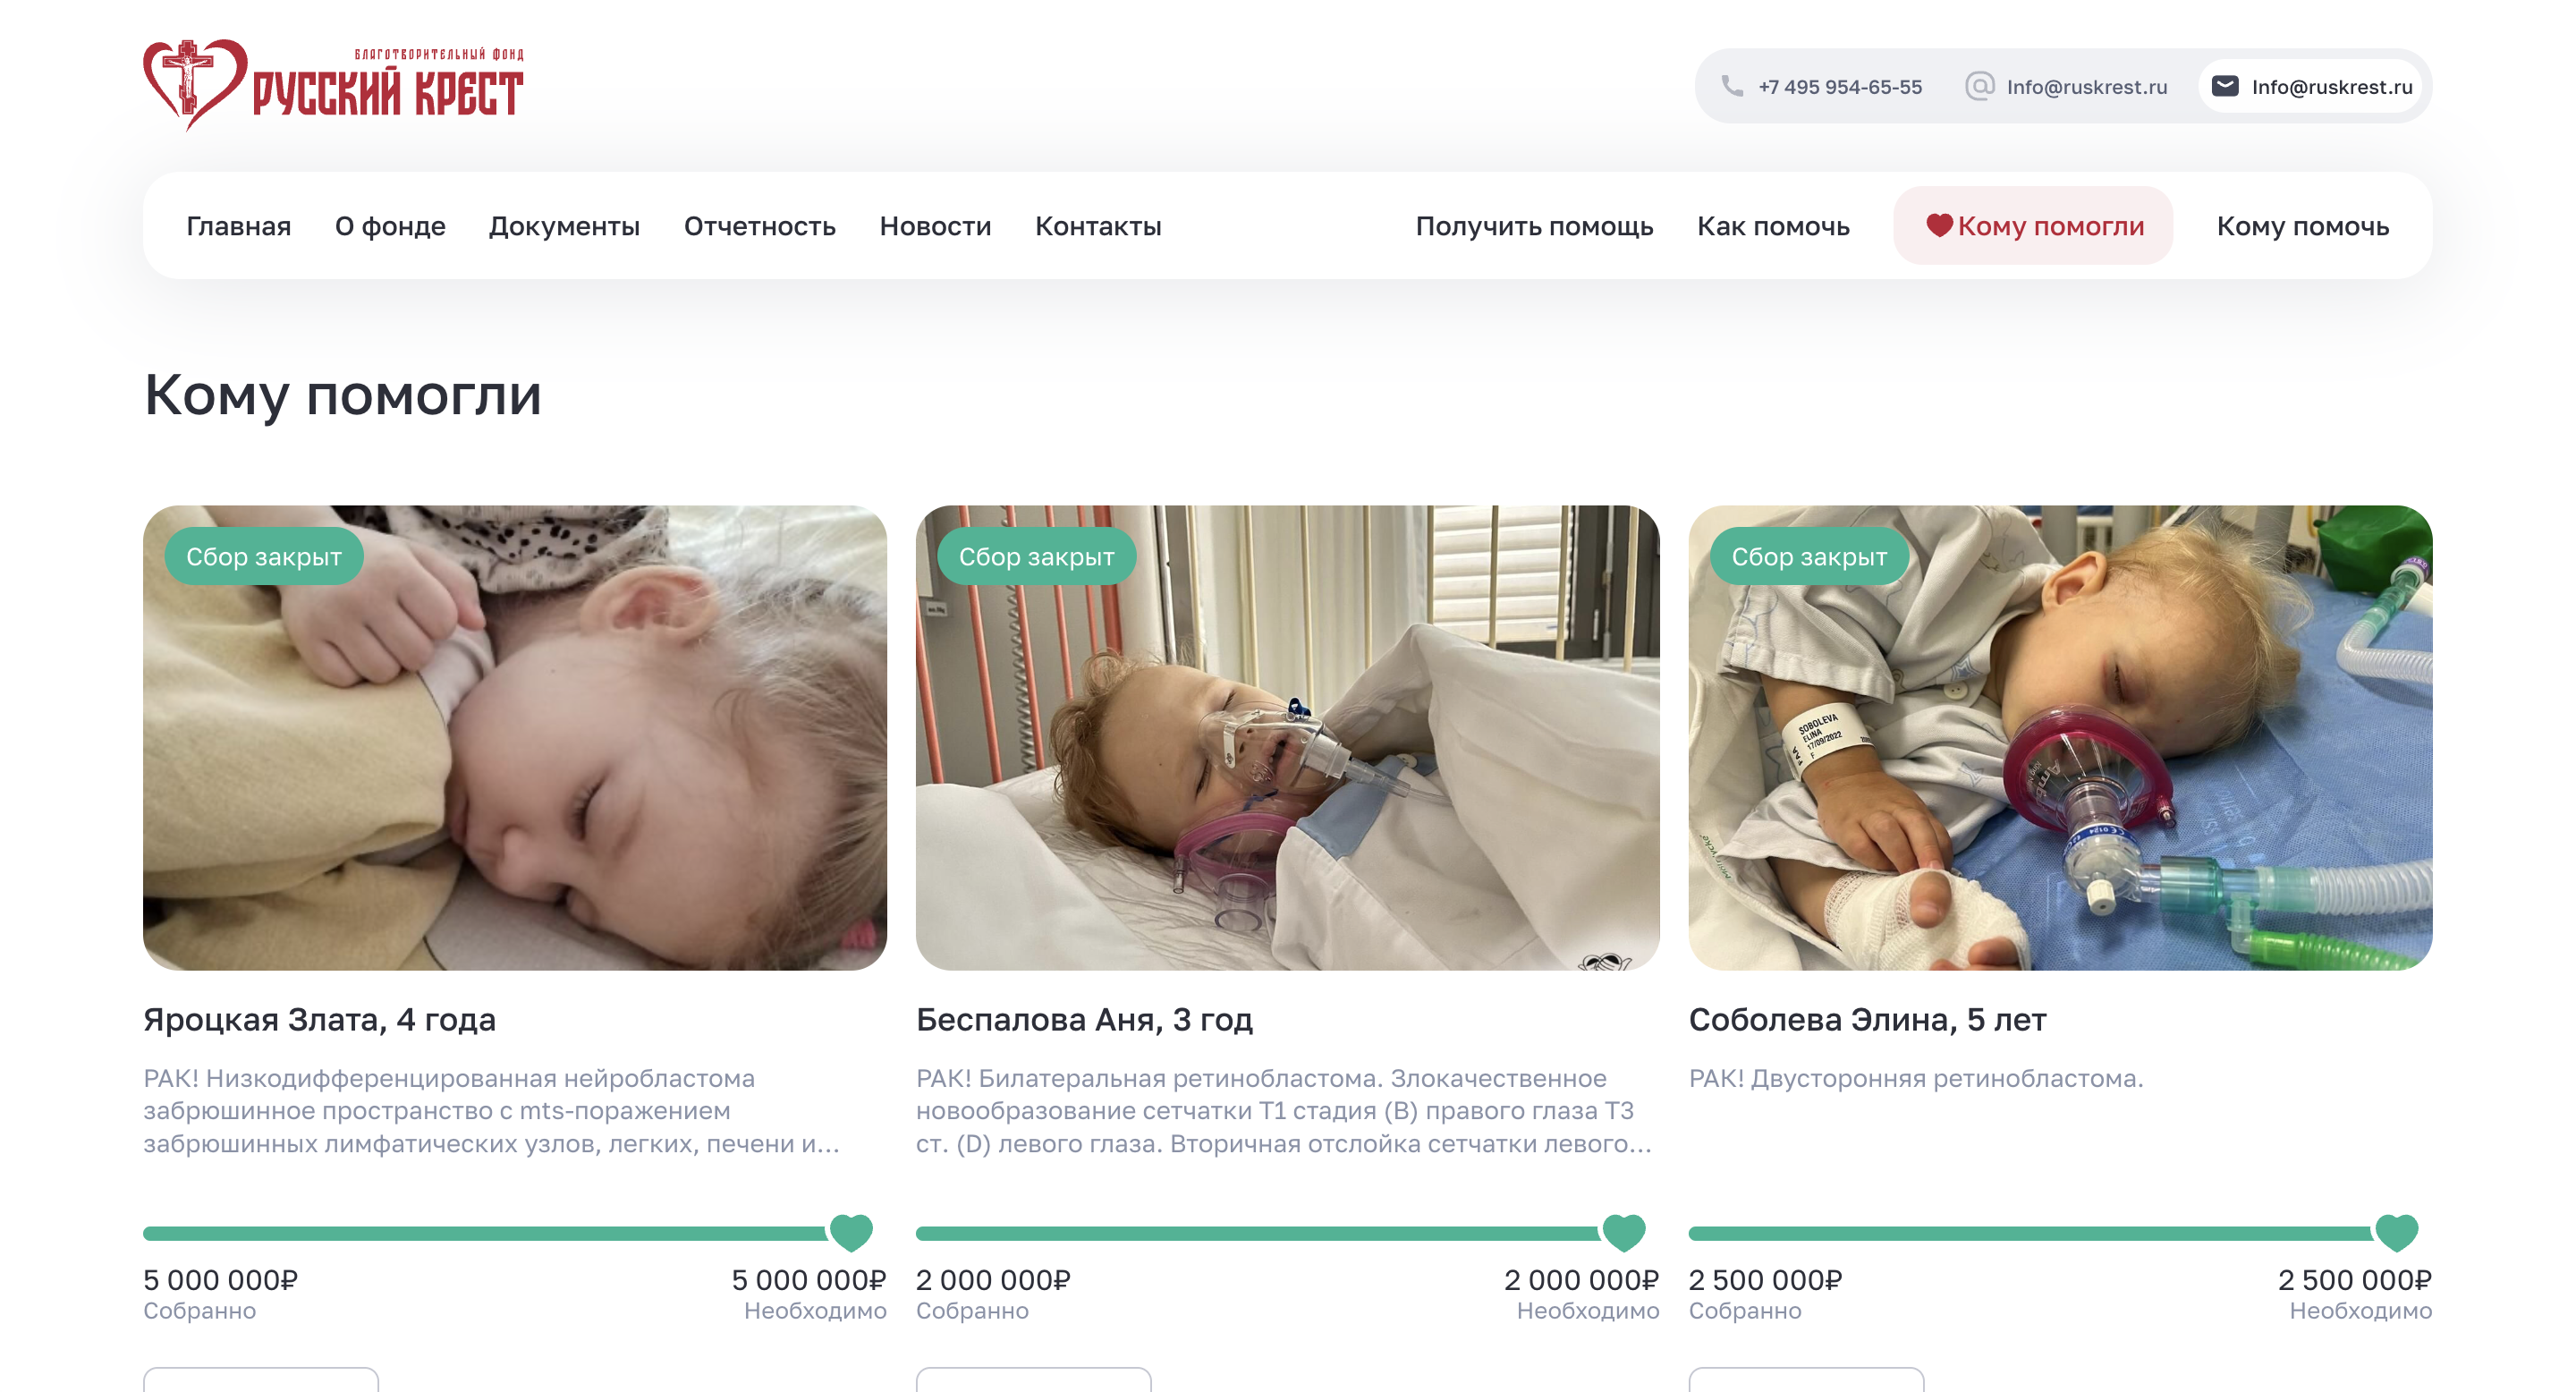 БЛАГОТВОРИТЕЛЬНЫЙ ФОНД
РУССКИЙ КРЕСТ
+7 495 954-65-55
Info@ruskrest.ru
Info@ruskrest.ru
Главная
О фонде
Документы
Отчетность
Новости
Контакты
Получить помощь
Как помочь
Кому помогли
Кому помочь
Кому помогли
Сбор закрыт
Сбор закрыт
Сбор закрыт
SOBOLEVA
ELINA
17/09/2022
F
Яроцкая Злата, 4 года
РАК! Низкодифференцированная нейробластома
забрюшинное пространство с mts-поражением
забрюшинных лимфатических узлов, легких, печени и...
5 000 000₽
Собранно
5 000 000₽
Необходимо
Беспалова Аня, 3 год
РАК! Билатеральная ретинобластома. Злокачественное
новообразование сетчатки T1 стадия (B) правого глаза T3
ст. (D) левого глаза. Вторичная отслойка сетчатки левого...
2 000 000₽
Собранно
2 000 000₽
Необходимо
Соболева Элина, 5 лет
РАК! Двусторонняя ретинобластома.
2 500 000₽
Собранно
2 500 000₽
Необходимо